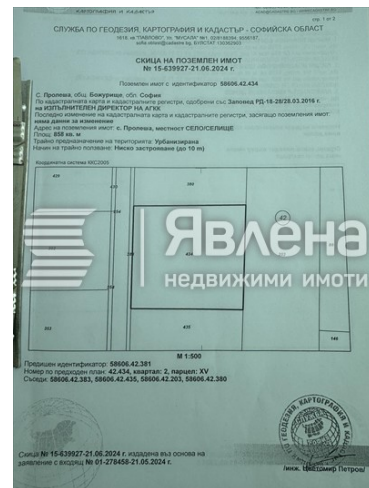 СЛУЖБА ПО ГЕОДЕЗИЯ, КАРТОГРАФИЯ И КАДАСТЪР - СОФИЙСКА ОБЛАСТ
СКИЦА НА ПОЗЕМЛЕН ИМОТ
№ 15-639927-21.06.2024 г.
Поземлен имот с идентификатор 58606.42.434
С. Пролеша, общ. Божурище, обл. София
По кадастралната карта и кадастралните регистри, одобрени със Заповед РД-18-28/28.03.2016 г.
на ИЗПЪЛНИТЕЛЕН ДИРЕКТОР НА АГКК
Последно изменение на кадастралната карта и кадастралните регистри, засягащо поземления имот
няма данни за изменение
Адрес на поземления имот: с. Пролеша, местност СЕЛО/СЕЛИЩЕ
Площ: 858 кв. м
Трайно предназначение на територията: Урбанизирана
Начин на трайно ползване: Ниско застрояване (до 10 m)
Координатна система ККС2005
Явлена
недвижими имоти
М 1:500
Предишен идентификатор: 58606.42.381
Номер по предходен план: 42.434, квартал: 2, парцел: XV
Съседи: 58606.42.383, 58606.42.435, 58606.42.203, 58606.42.380
Скица № 15-639927-21.06.2024 г. издадена въз основа на
заявление с входящ № 01-278458-21.05.2024 г.
/инж. Цветомир Петров/